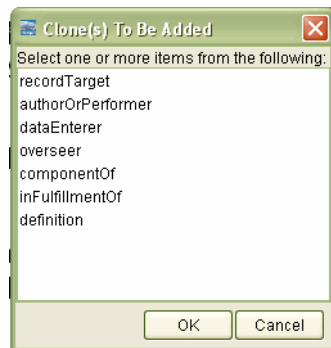 Clone(s) To Be Added
Select one or more items from the following:
recordTarget
authorOrPerformer
dataEnterer
overseer
componentOf
inFulfillmentOf
definition
OK
Cancel